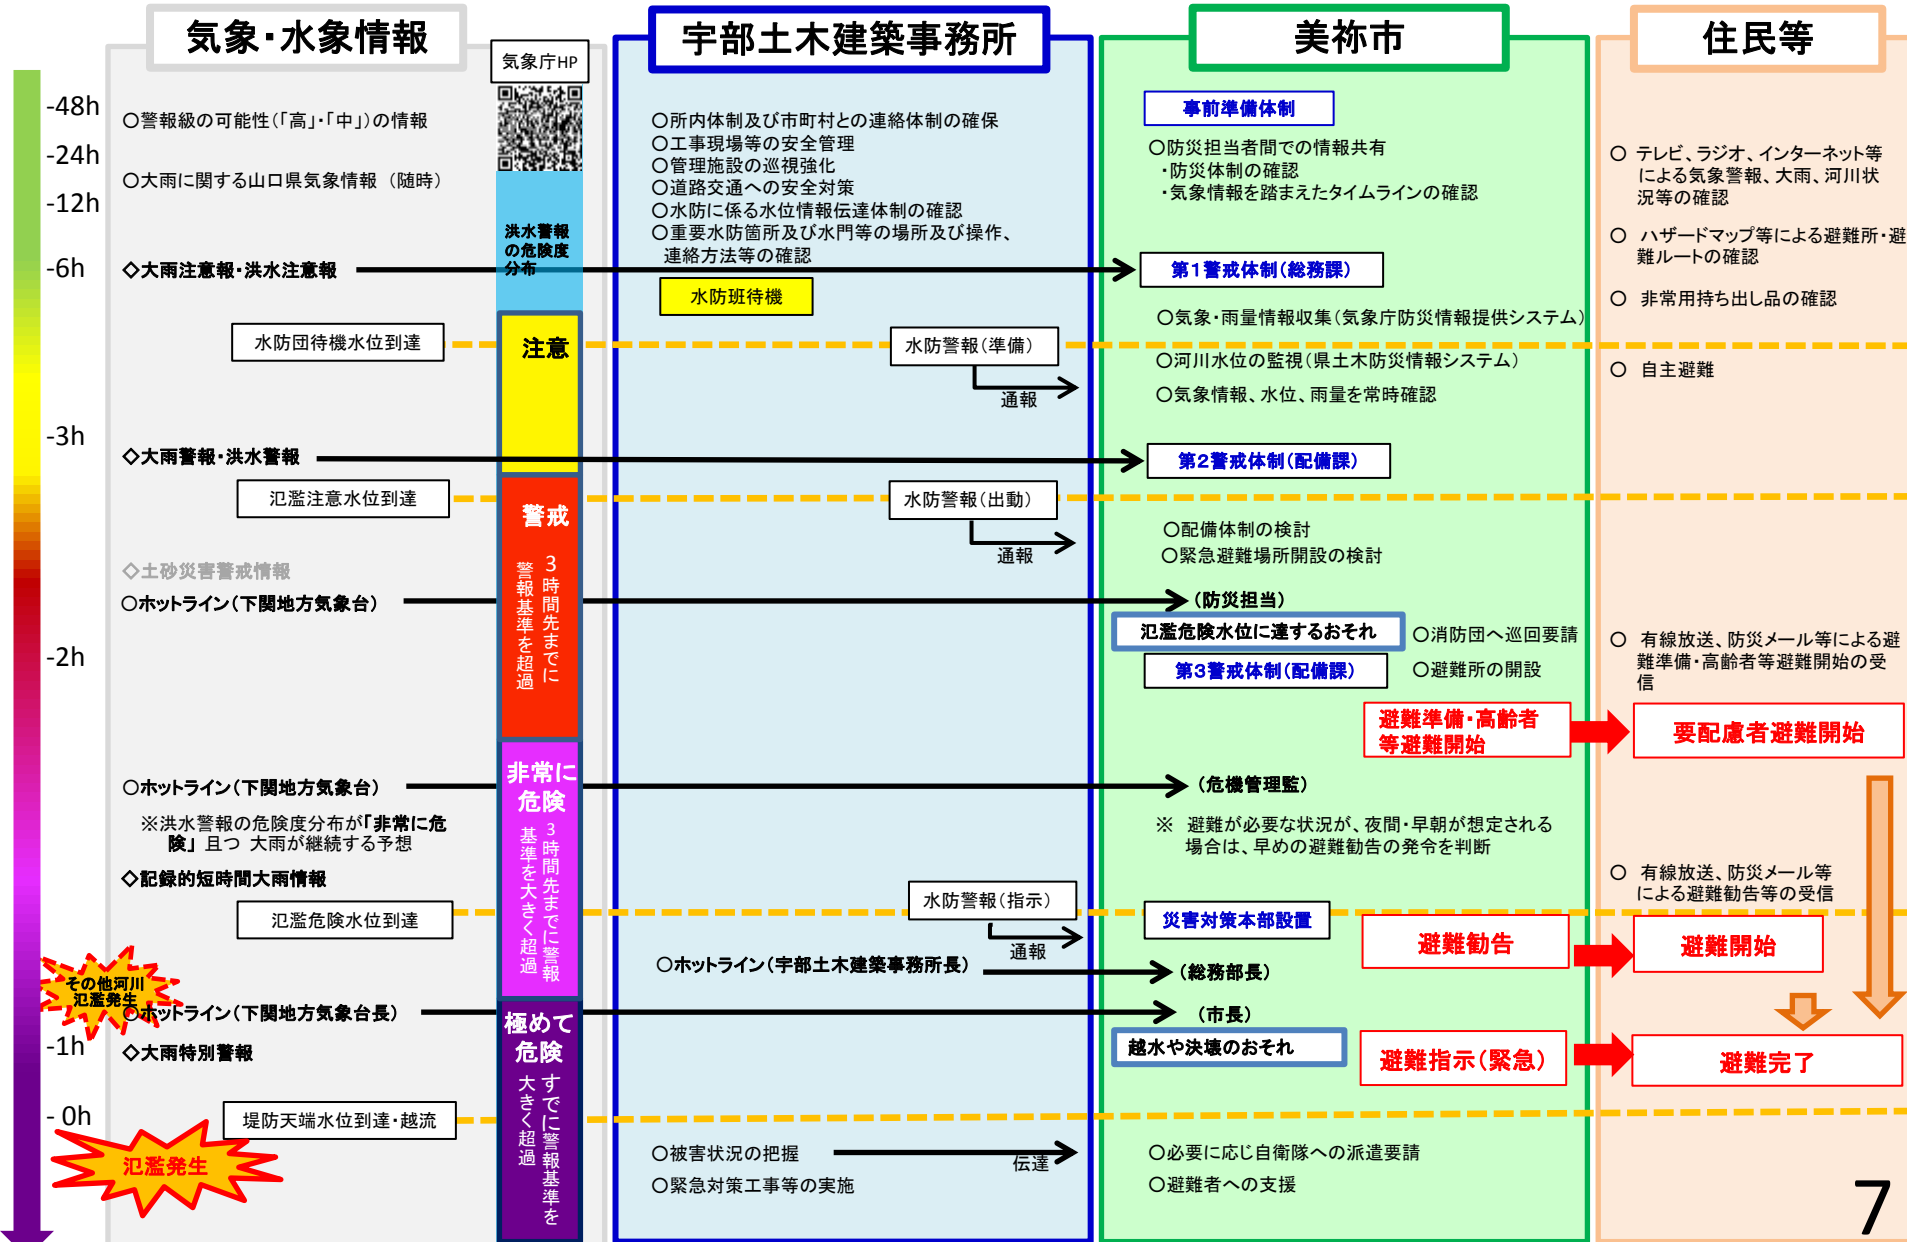 気象・水象情報
気象庁HP
-48h
-24h
-12h
-6h
-3h
-2h
-1h
- 0h
○警報級の可能性(「高」・「中」)の情報
○大雨に関する山口県気象情報 (随時)
洪水警報
の危険度
分布
◇大雨注意報・洪水注意報
水防団待機水位到達
注意
◇大雨警報・洪水警報
氾濫注意水位到達
警戒
3時間先までに
警報基準を超過
◇土砂災害警戒情報
○ホットライン(下関地方気象台)
非常に
危険
3時間先までに警報
基準を大きく超過
○ホットライン(下関地方気象台)
※洪水警報の危険度分布が「非常に危
険」 且つ 大雨が継続する予想
◇記録的短時間大雨情報
氾濫危険水位到達
その他河川
氾濫発生
○ホットライン(下関地方気象台長)
極めて
危険
すでに警報基準を
大きく超過
◇大雨特別警報
堤防天端水位到達・越流
氾濫発生
宇部土木建築事務所
○所内体制及び市町村との連絡体制の確保
○工事現場等の安全管理
○管理施設の巡視強化
○道路交通への安全対策
○水防に係る水位情報伝達体制の確認
○重要水防箇所及び水門等の場所及び操作、
連絡方法等の確認
水防班待機
水防警報(準備)
通報
水防警報(出動)
通報
水防警報(指示)
通報
○ホットライン(宇部土木建築事務所長)
○被害状況の把握
伝達
○緊急対策工事等の実施
美祢市
事前準備体制
○防災担当者間での情報共有
・防災体制の確認
・気象情報を踏まえたタイムラインの確認
第1警戒体制(総務課)
○気象・雨量情報収集(気象庁防災情報提供システム)
○河川水位の監視(県土木防災情報システム)
○気象情報、水位、雨量を常時確認
第2警戒体制(配備課)
○配備体制の検討
○緊急避難場所開設の検討
(防災担当)
氾濫危険水位に達するおそれ
○消防団へ巡回要請
第3警戒体制(配備課)
○避難所の開設
避難準備・高齢者
等避難開始
(危機管理監)
※ 避難が必要な状況が、夜間・早朝が想定される
場合は、早めの避難勧告の発令を判断
災害対策本部設置
避難勧告
(総務部長)
(市長)
越水や決壊のおそれ
避難指示(緊急)
○必要に応じ自衛隊への派遣要請
○避難者への支援
住民等
○ テレビ、ラジオ、インターネット等
による気象警報、大雨、河川状
況等の確認
○ ハザードマップ等による避難所・避
難ルートの確認
○ 非常用持ち出し品の確認
○ 自主避難
○ 有線放送、防災メール等による避
難準備・高齢者等避難開始の受
信
要配慮者避難開始
○ 有線放送、防災メール等
による避難勧告等の受信
避難開始
避難完了
7